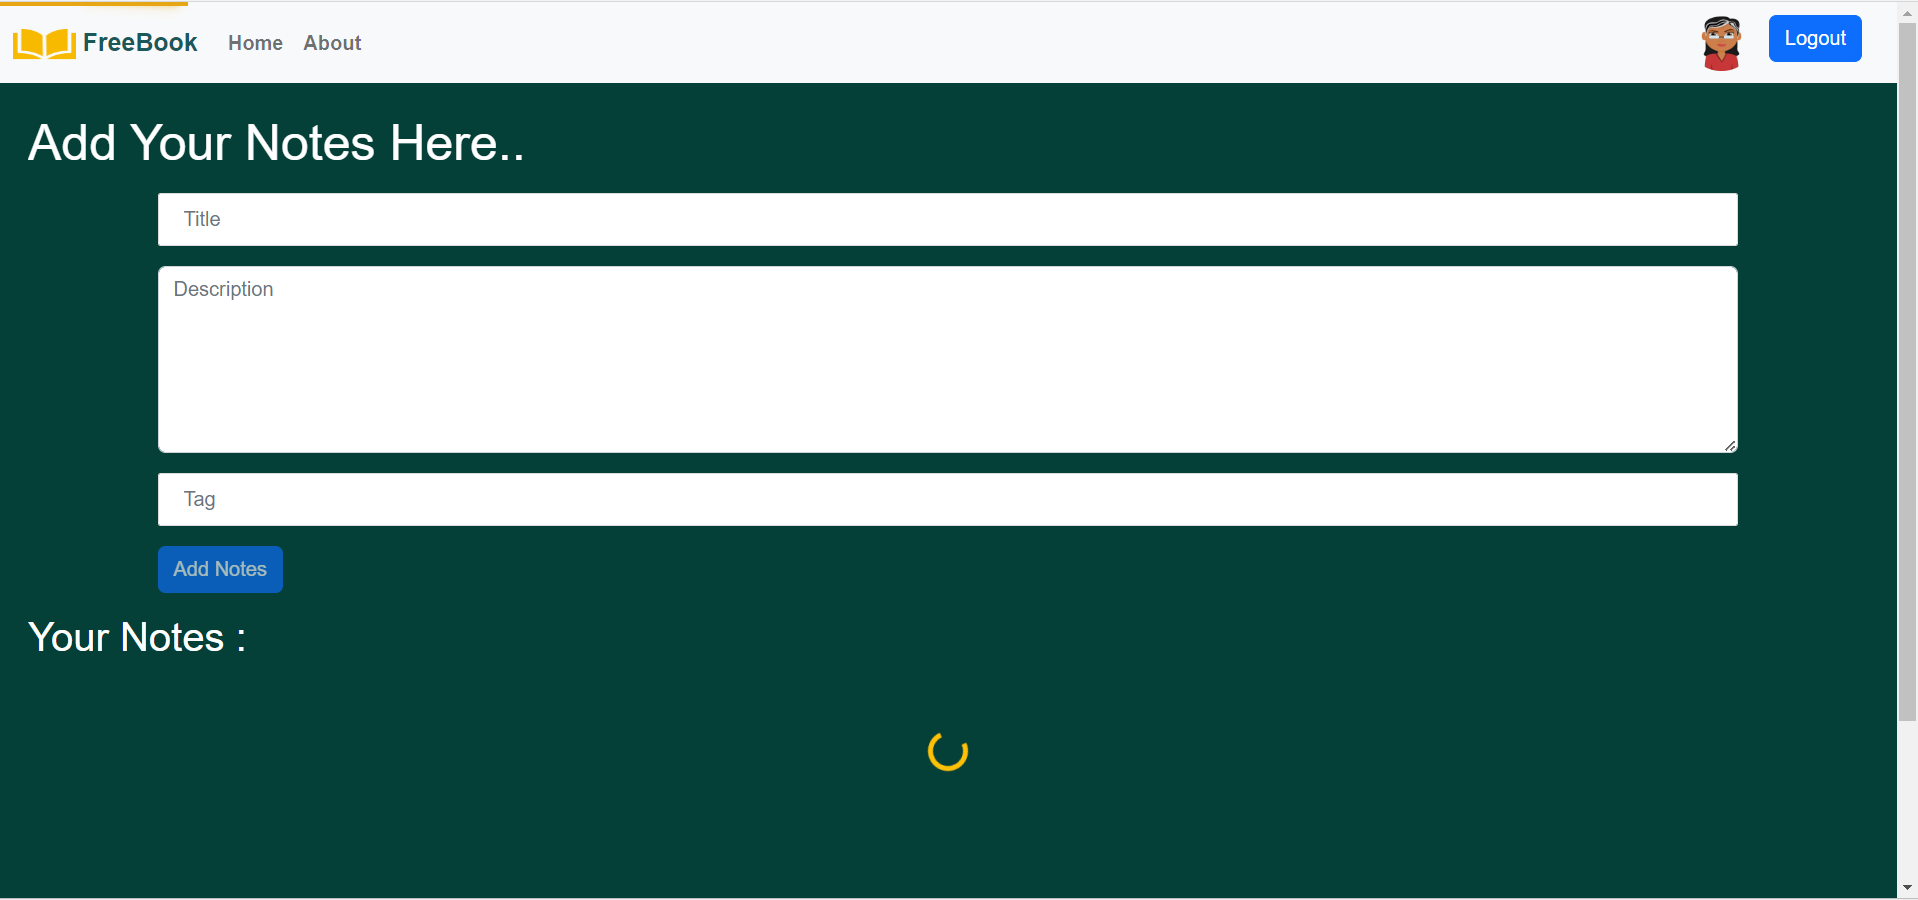 FreeBook Home About Logout
Add Your Notes Here..
Title
Description
Tag
Add Notes
Your Notes :